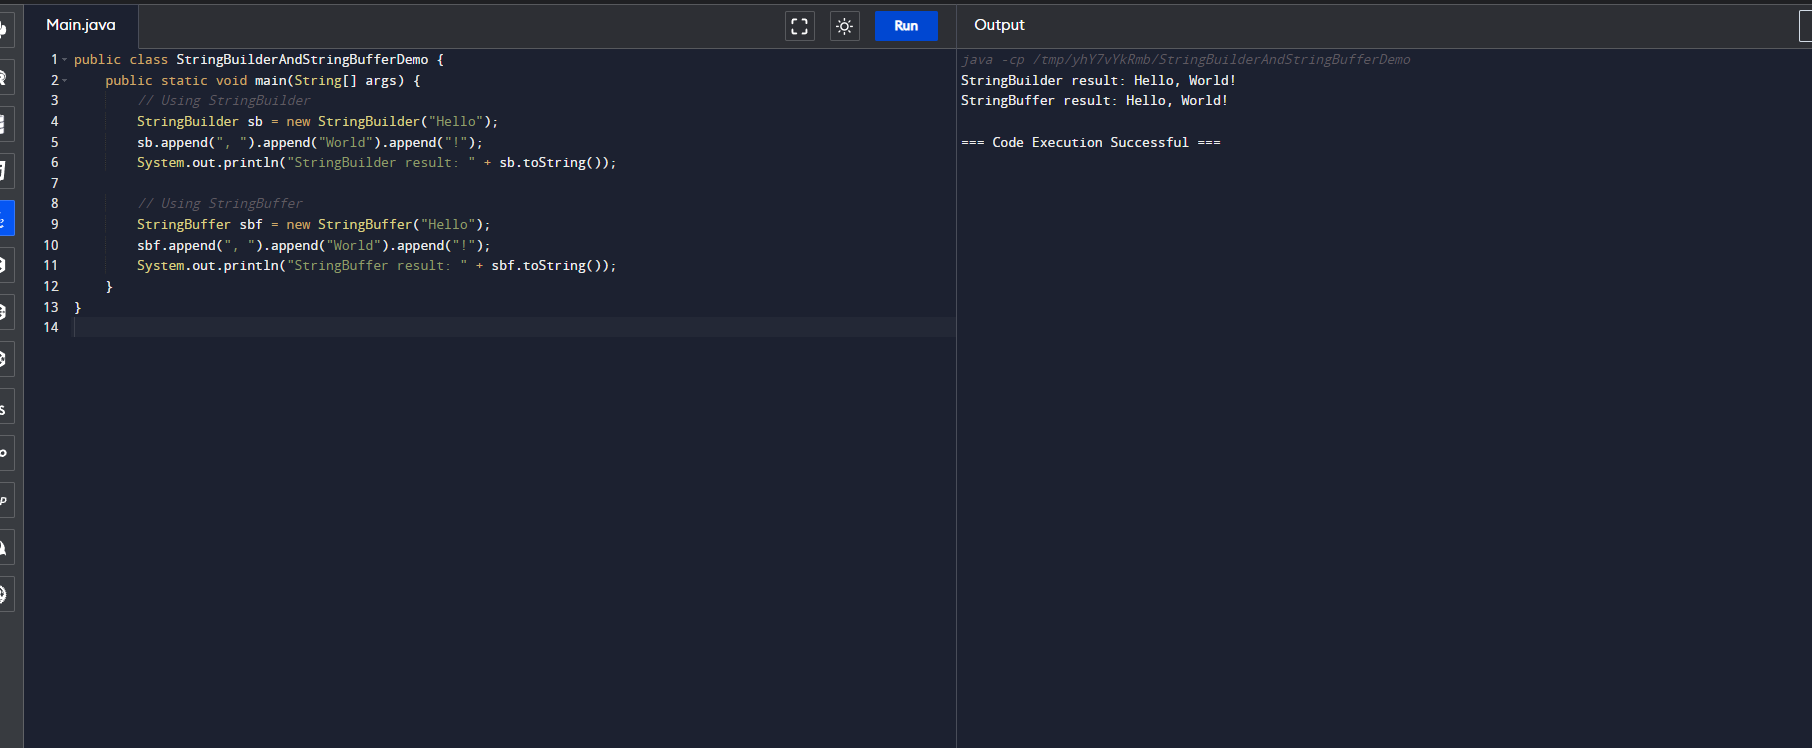 Main.java
Run
Output
1 public class StringBuilderAndStringBufferDemo {
2     public static void main(String[] args) {
3         // Using StringBuilder
4         StringBuilder sb = new StringBuilder("Hello");
5         sb.append(", ").append("World").append("!");
6         System.out.println("StringBuilder result: " + sb.toString());
7
8         // Using StringBuffer
9         StringBuffer sbf = new StringBuffer("Hello");
10         sbf.append(", ").append("World").append("!");
11         System.out.println("StringBuffer result: " + sbf.toString());
12     }
13 }
14
java -cp /tmp/yhY7vYkRmb/StringBuilderAndStringBufferDemo
StringBuilder result: Hello, World!
StringBuffer result: Hello, World!
=== Code Execution Successful ===